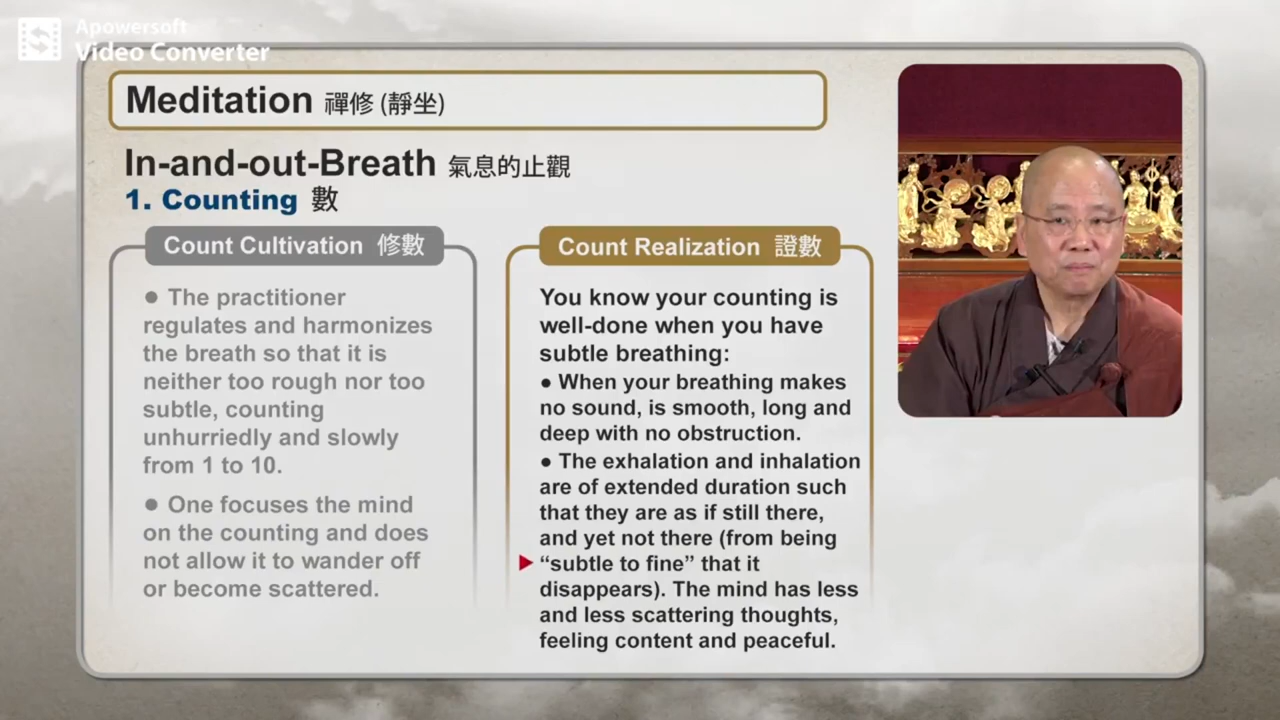 Apowersoft
Video Converter
Meditation 禪修 (靜坐)
In-and-out-Breath 氣息的止觀
1. Counting 數
Count Cultivation 修數
● The practitioner
regulates and harmonizes
the breath so that it is
neither too rough nor too
subtle, counting
unhurriedly and slowly
from 1 to 10.
● One focuses the mind
on the counting and does
not allow it to wander off
or become scattered.
Count Realization 證數
You know your counting is
well-done when you have
subtle breathing:
● When your breathing makes
no sound, is smooth, long and
deep with no obstruction.
● The exhalation and inhalation
are of extended duration such
that they are as if still there,
and yet not there (from being
“subtle to fine” that it
disappears). The mind has less
and less scattering thoughts,
feeling content and peaceful.